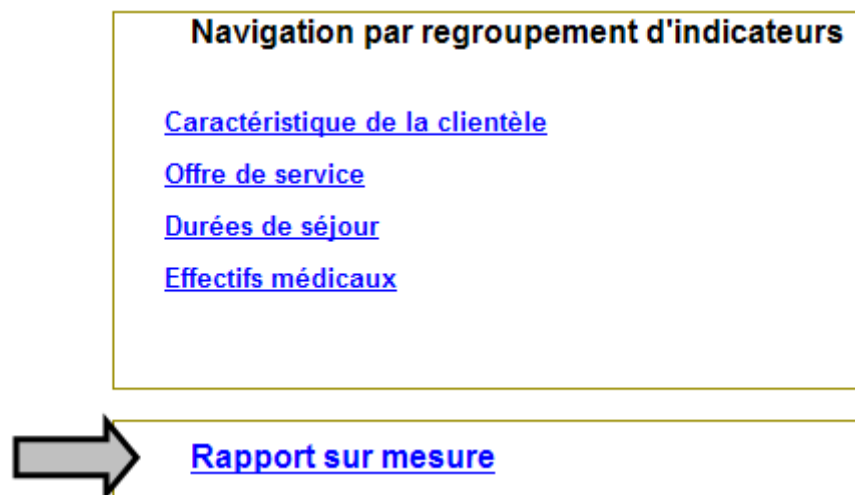 Navigation par regroupement d'indicateurs
Caractéristique de la clientèle
Offre de service
Durées de séjour
Effectifs médicaux
Rapport sur mesure